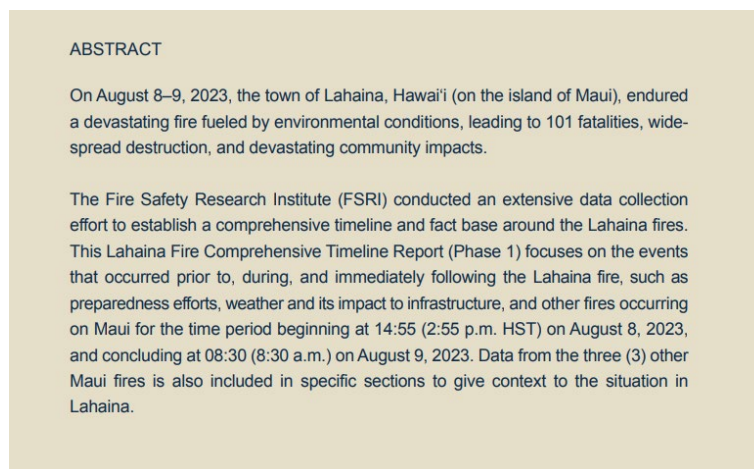 ABSTRACT
On August 8–9, 2023, the town of Lahaina, Hawai‘i (on the island of Maui), endured
a devastating fire fueled by environmental conditions, leading to 101 fatalities, wide-
spread destruction, and devastating community impacts.
The Fire Safety Research Institute (FSRI) conducted an extensive data collection
effort to establish a comprehensive timeline and fact base around the Lahaina fires.
This Lahaina Fire Comprehensive Timeline Report (Phase 1) focuses on the events
that occurred prior to, during, and immediately following the Lahaina fire, such as
preparedness efforts, weather and its impact to infrastructure, and other fires occurring
on Maui for the time period beginning at 14:55 (2:55 p.m. HST) on August 8, 2023,
and concluding at 08:30 (8:30 a.m.) on August 9, 2023. Data from the three (3) other
Maui fires is also included in specific sections to give context to the situation in
Lahaina.